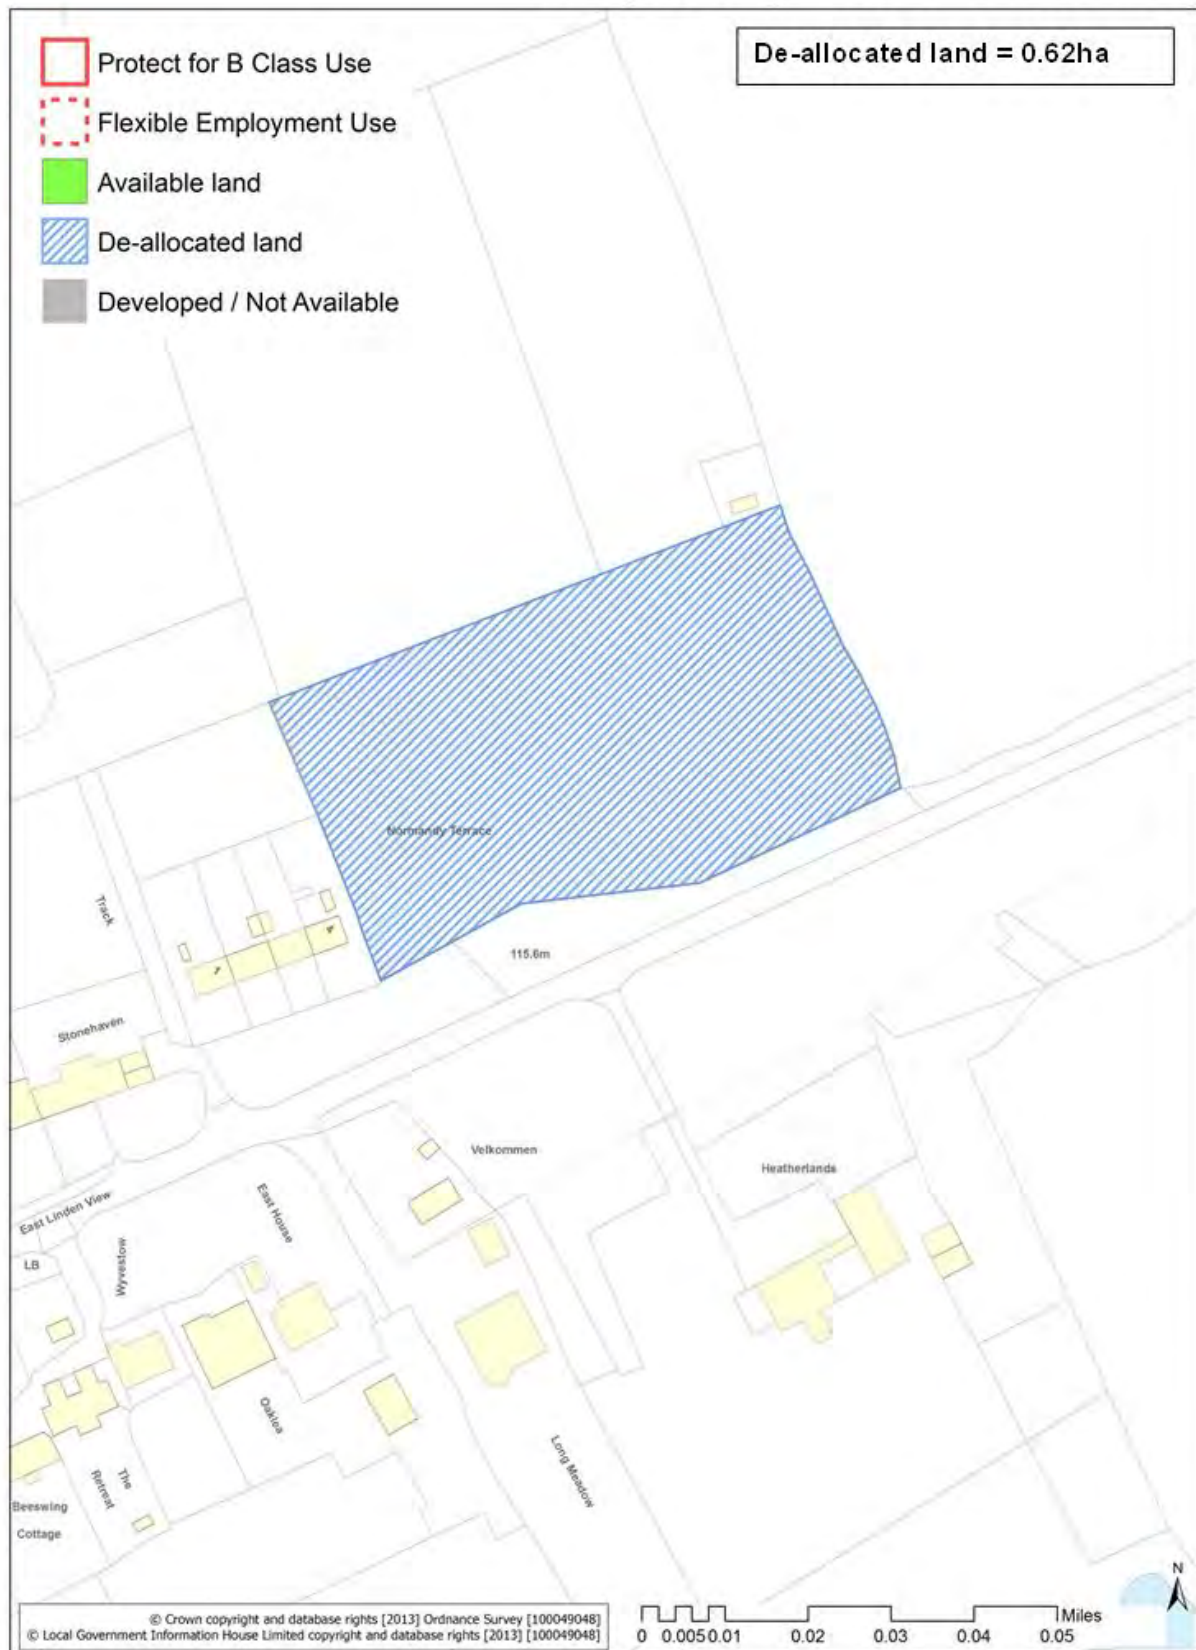 De-allocated land = 0.62ha
Protect for B Class Use
Flexible Employment Use
Available land
De-allocated land
Developed / Not Available
Normandy Terrace
Track
115.6m
Stonehaven
Velkommen
Heatherlands
East Linden View
East House
Wyvestow
LB
Oaklea
Long Meadow
The
Retreat
Beeswing
Cottage
N
© Crown copyright and database rights [2013] Ordnance Survey [100049048]
© Local Government Information House Limited copyright and database rights [2013] [100049048]
Miles
0 0.005 0.01 0.02 0.03 0.04 0.05